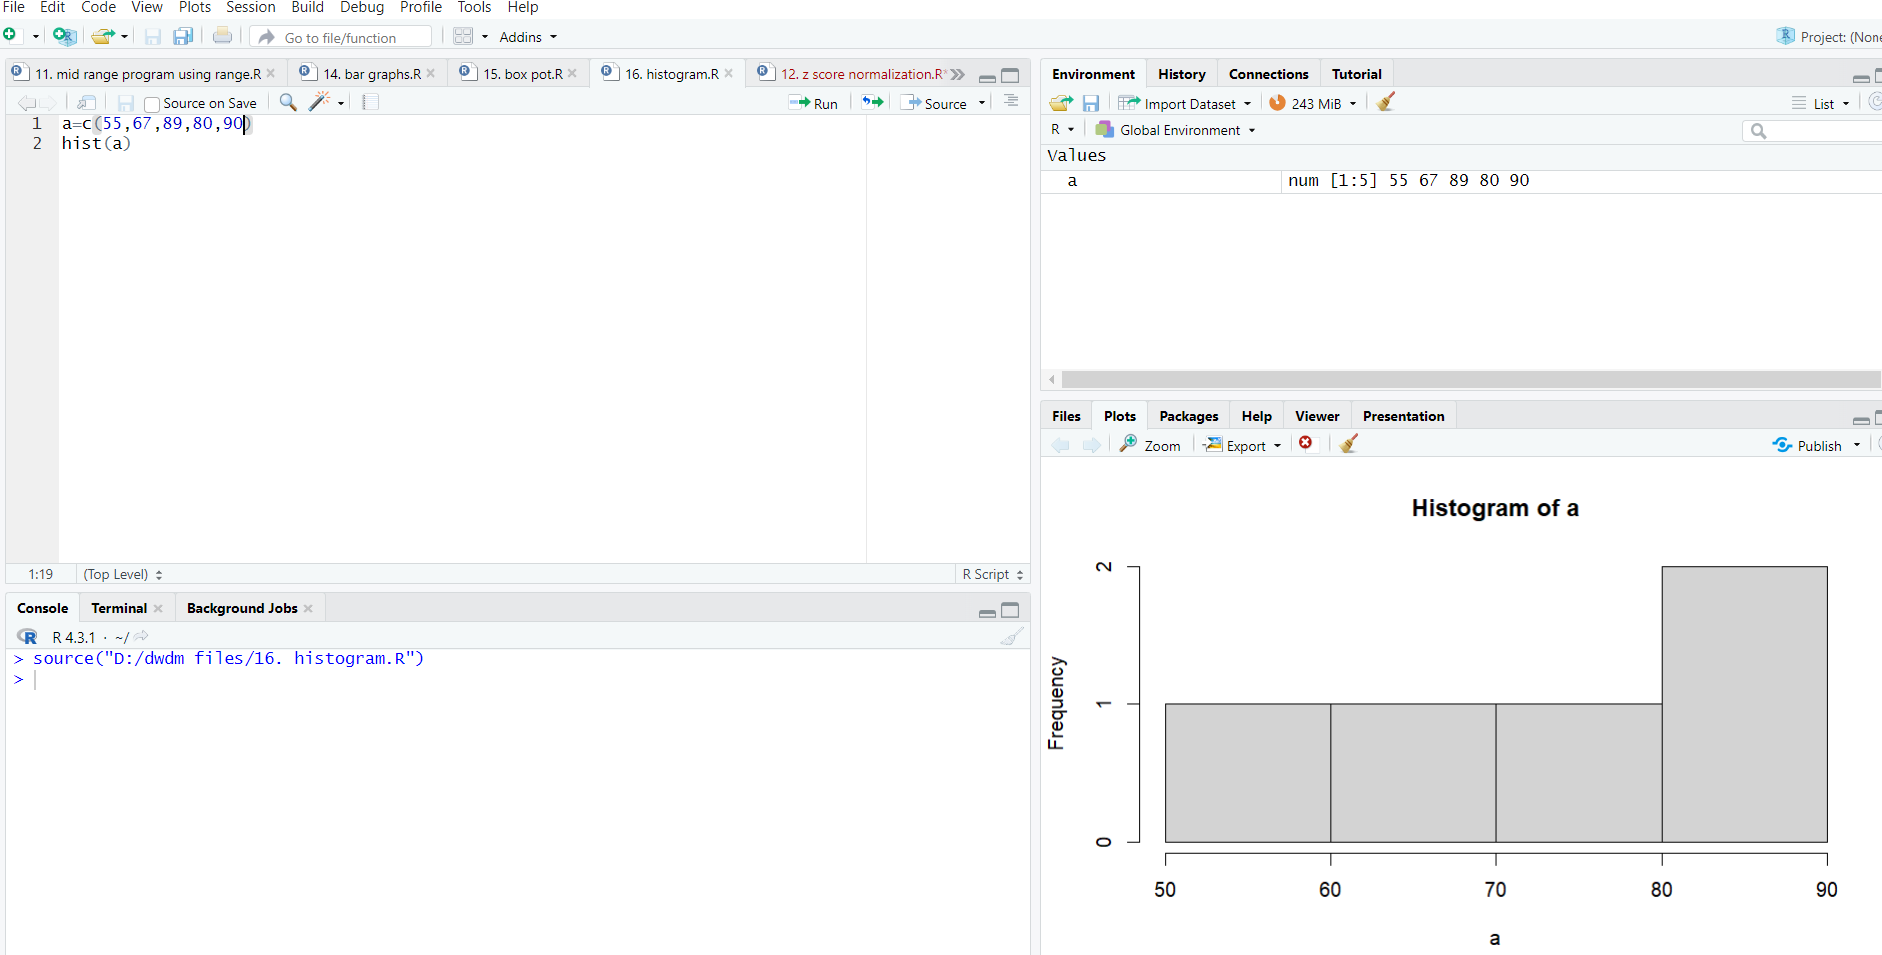 File Edit Code View Plots Session Build Debug Profile Tools Help
Go to file/function Addins Project: (None
11. mid range program using range.R 14. bar graphs.R 15. box pot.R 16. histogram.R 12. z score normalization.R*
Source on Save Run Source
1 a=c(55,67,89,80,90)
2 hist(a)
1:19 (Top Level) R Script
Console Terminal Background Jobs
R 4.3.1 · ~/
> source("D:/dwdm files/16. histogram.R")
>
Environment History Connections Tutorial
Import Dataset 243 MiB List
R Global Environment
Values
a num [1:5] 55 67 89 80 90
Files Plots Packages Help Viewer Presentation
Zoom Export Publish
Histogram of a
Frequency
2
1
0
50 60 70 80 90
a